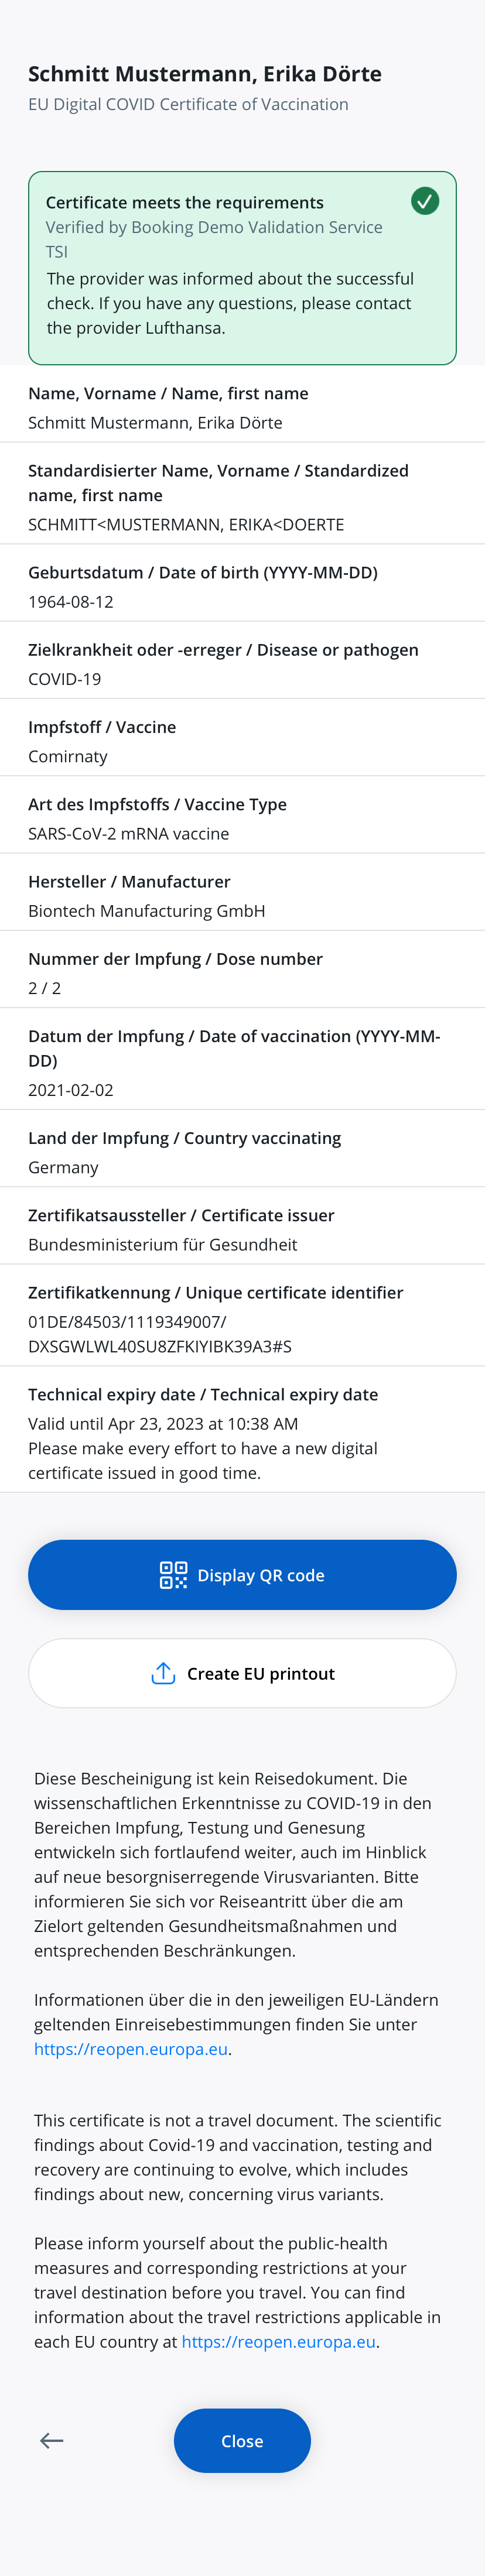 Schmitt Mustermann, Erika Dörte
EU Digital COVID Certificate of Vaccination
Certificate meets the requirements
Verified by Booking Demo Validation Service
TSI
The provider was informed about the successful
check. If you have any questions, please contact
the provider Lufthansa.
Name, Vorname / Name, first name
Schmitt Mustermann, Erika Dörte
Standardisierter Name, Vorname / Standardized
name, first name
SCHMITT<MUSTERMANN, ERIKA<DOERTE
Geburtsdatum / Date of birth (YYYY-MM-DD)
1964-08-12
Zielkrankheit oder -erreger / Disease or pathogen
COVID-19
Impfstoff / Vaccine
Comirnaty
Art des Impfstoffs / Vaccine Type
SARS-CoV-2 mRNA vaccine
Hersteller / Manufacturer
Biontech Manufacturing GmbH
Nummer der Impfung / Dose number
2 / 2
Datum der Impfung / Date of vaccination (YYYY-MM-
DD)
2021-02-02
Land der Impfung / Country vaccinating
Germany
Zertifikatsaussteller / Certificate issuer
Bundesministerium für Gesundheit
Zertifikatkennung / Unique certificate identifier
01DE/84503/1119349007/
DXSGWLWL40SU8ZFKIYIBK39A3#S
Technical expiry date / Technical expiry date
Valid until Apr 23, 2023 at 10:38 AM
Please make every effort to have a new digital
certificate issued in good time.
Display QR code
Create EU printout
Diese Bescheinigung ist kein Reisedokument. Die
wissenschaftlichen Erkenntnisse zu COVID-19 in den
Bereichen Impfung, Testung und Genesung
entwickeln sich fortlaufend weiter, auch im Hinblick
auf neue besorgniserregende Virusvarianten. Bitte
informieren Sie sich vor Reiseantritt über die am
Zielort geltenden Gesundheitsmaßnahmen und
entsprechenden Beschränkungen.
Informationen über die in den jeweiligen EU-Ländern
geltenden Einreisebestimmungen finden Sie unter
https://reopen.europa.eu.
This certificate is not a travel document. The scientific
findings about Covid-19 and vaccination, testing and
recovery are continuing to evolve, which includes
findings about new, concerning virus variants.
Please inform yourself about the public-health
measures and corresponding restrictions at your
travel destination before you travel. You can find
information about the travel restrictions applicable in
each EU country at https://reopen.europa.eu.
Close